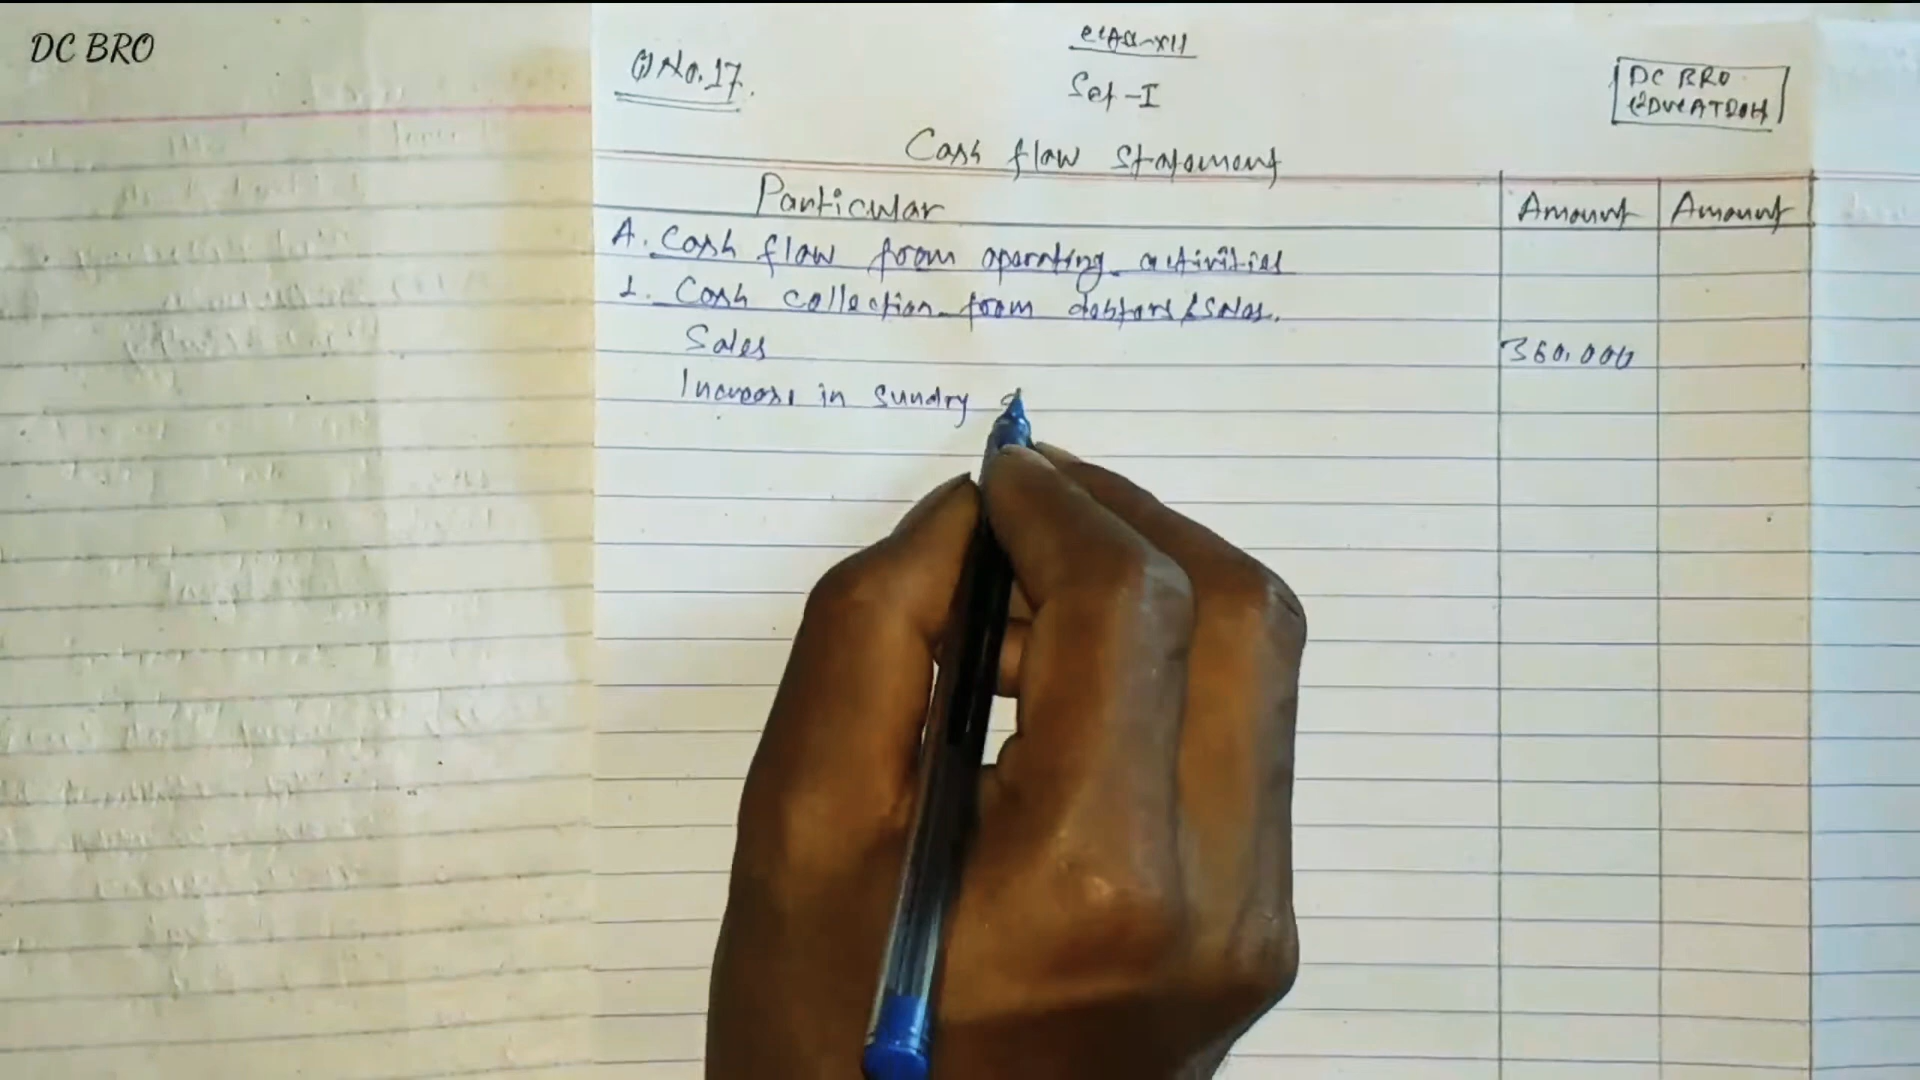 DC BRO
CLASS-XII
Q No. 17.
Set-I
DC BRO
EDUCATION
Cash flow statement
Particular
Amount
Amount
A. Cash flow from operating activities
1. Cash collection from debtors/sales.
Sales
360,000
Increase in sundry